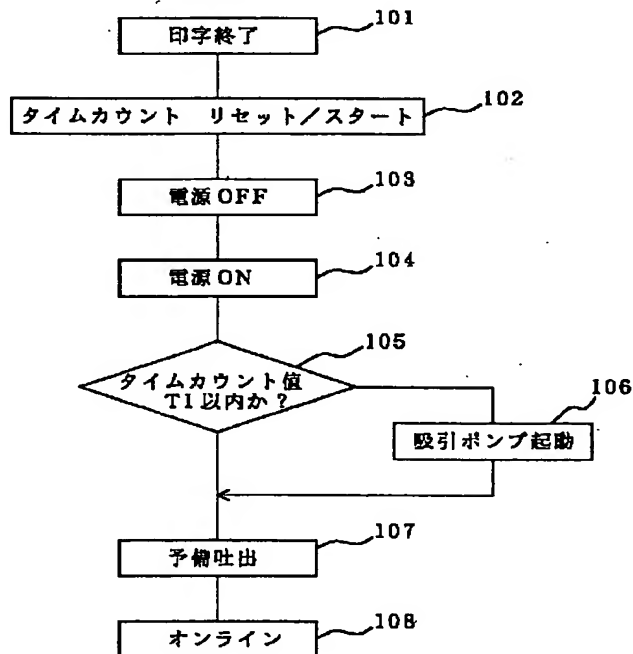 印字終了
101
タイムカウント リセット/スタート
102
電源OFF
103
電源ON
104
タイムカウント値
T1以内か?
105
吸引ポンプ起動
106
予備吐出
107
オンライン
108